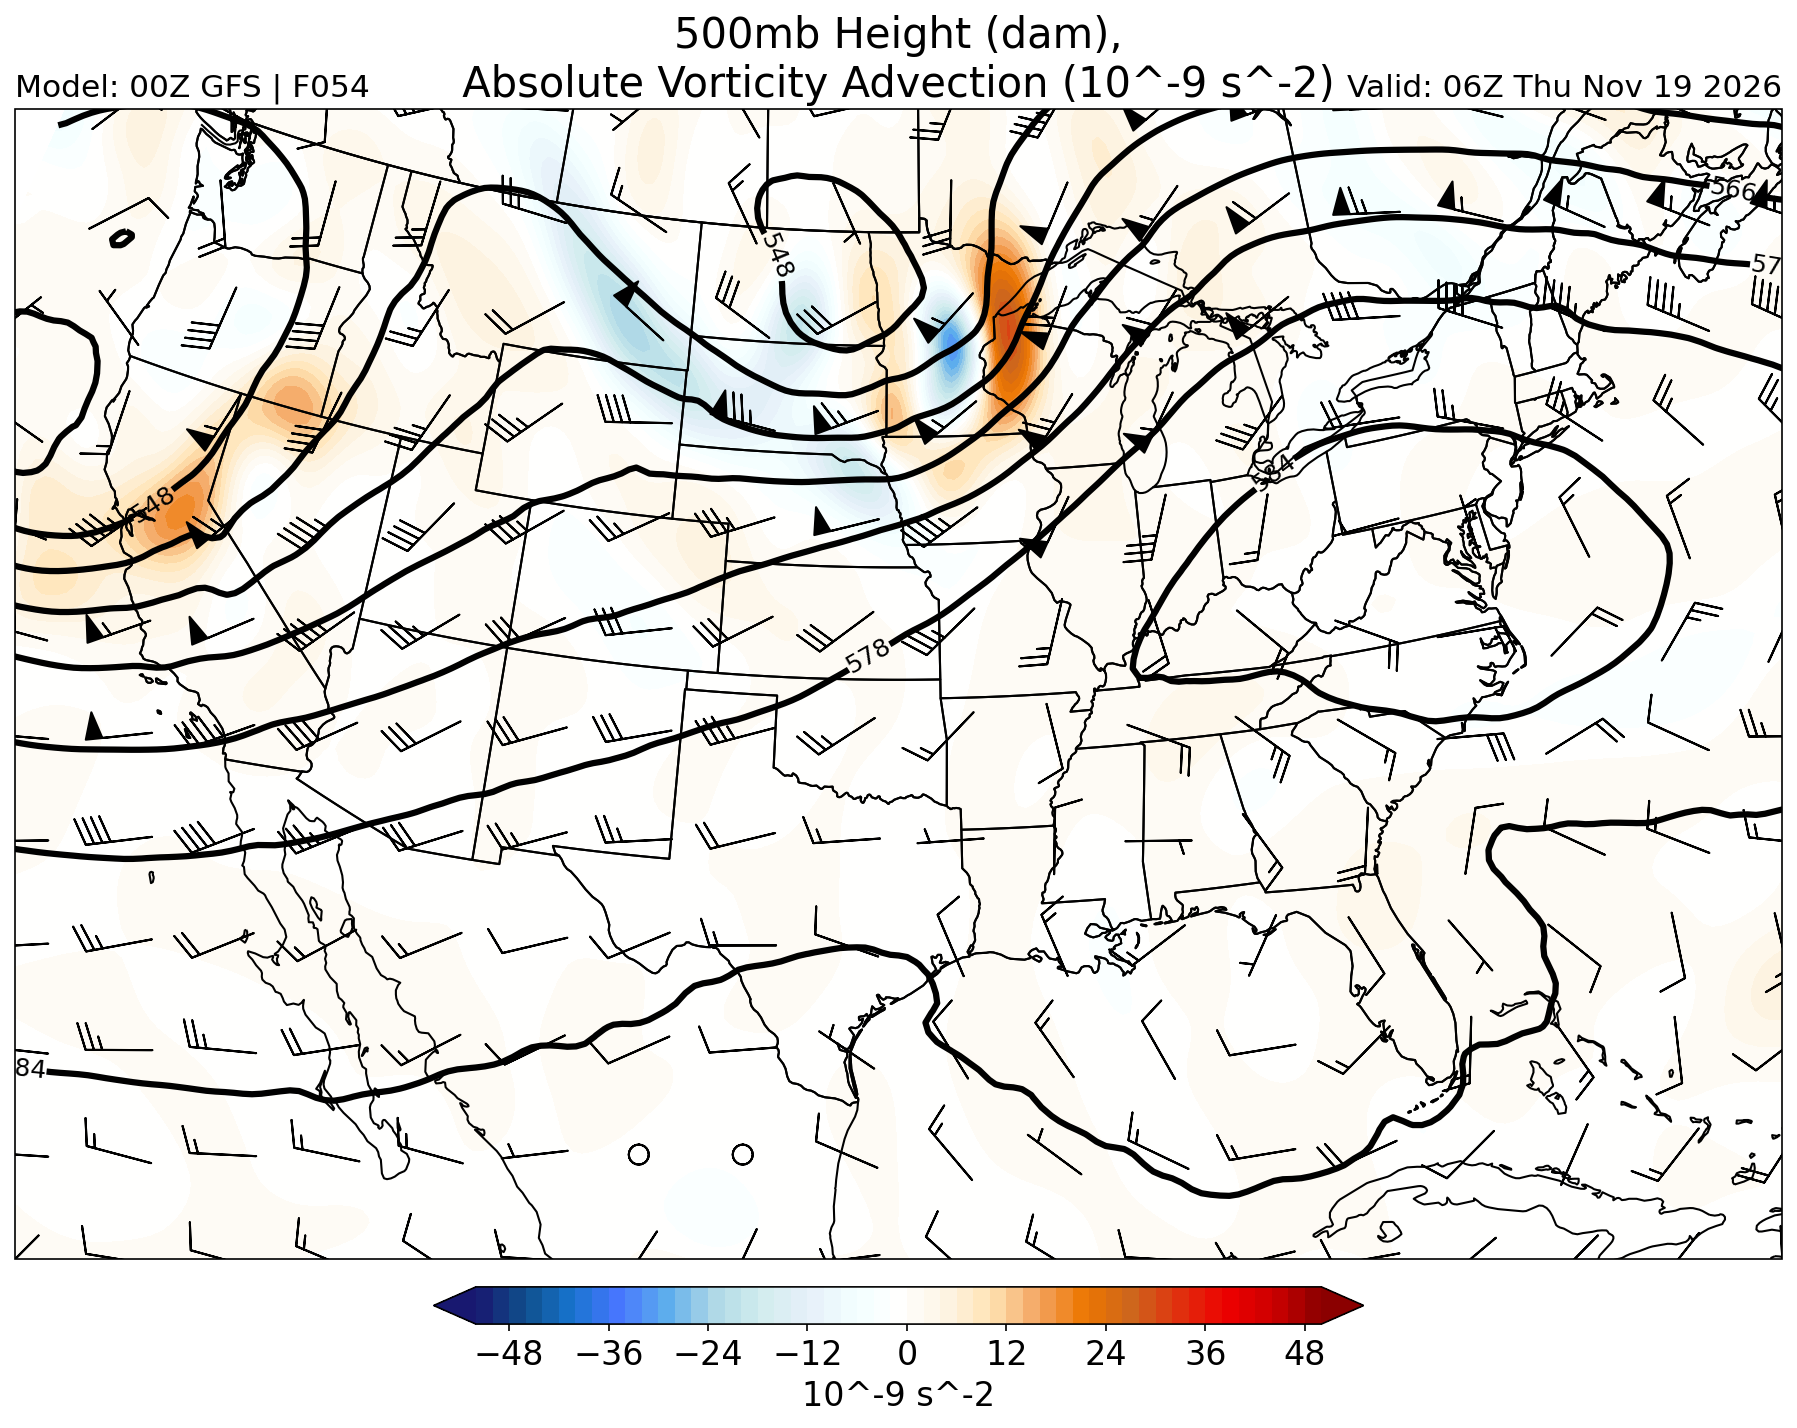 500mb Height (dam),
Model: 00Z GFS | F054
Absolute Vorticity Advection (10^-9 s^-2)
Valid: 06Z Thu Nov 19 2026
566
548
57
584
548
578
84
−48 −36 −24 −12 0 12 24 36 48
10^-9 s^-2